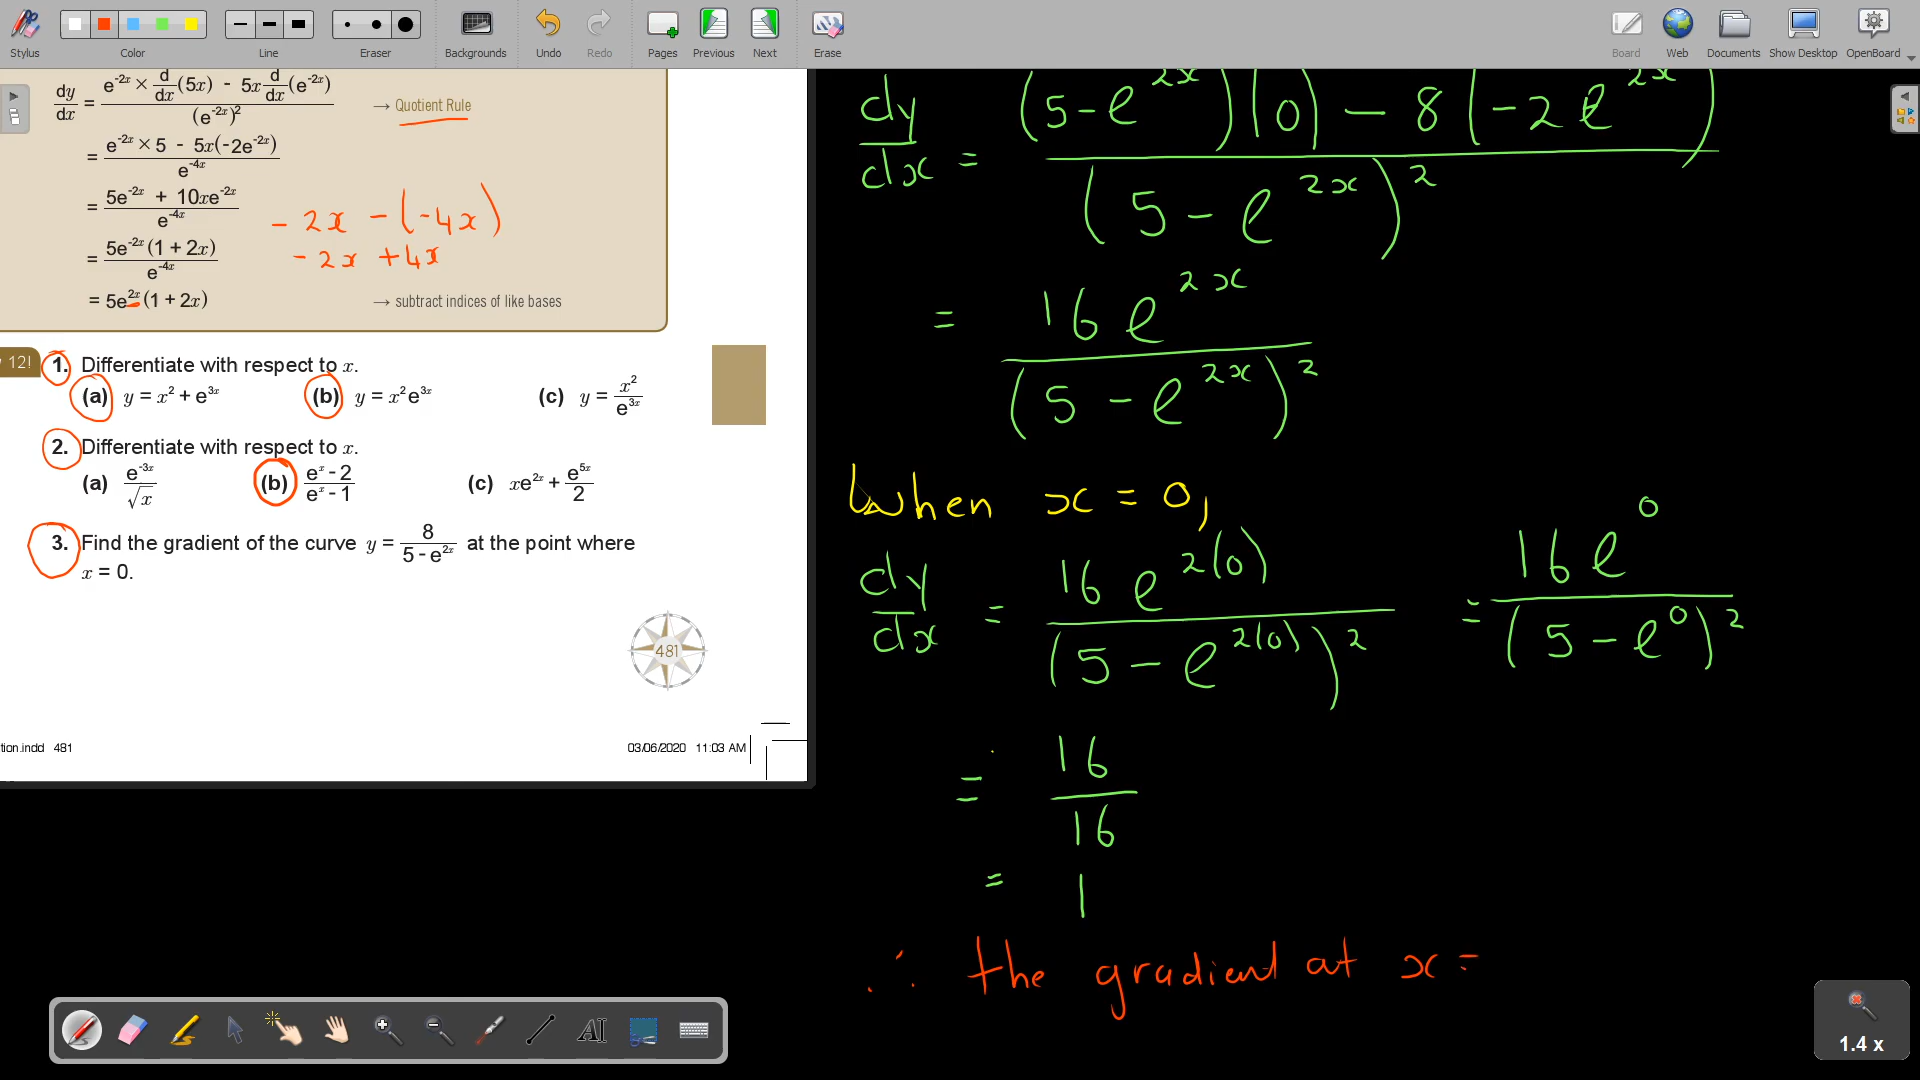 Stylus Color Line Eraser Backgrounds Undo Redo Pages Previous Next Erase Board Web Documents Show Desktop OpenBoard
dy/dx = (e^-2x × d/dx(5x) - 5x d/dx(e^-2x)) / (e^-2x)^2 → Quotient Rule
= (e^-2x × 5 - 5x(-2e^-2x)) / e^-4x
= (5e^-2x + 10xe^-2x) / e^-4x
- 2x - (-4x)
- 2x + 4x
= 5e^-2x (1 + 2x) / e^-4x
= 5e^2x (1 + 2x) → subtract indices of like bases
12!
1. Differentiate with respect to x.
(a) y = x^2 + e^3x (b) y = x^2 e^3x (c) y = x^2 / e^3x
2. Differentiate with respect to x.
(a) e^-3x / √x (b) (e^x - 2) / (e^x - 1) (c) xe^2x + e^5x / 2
3. Find the gradient of the curve y = 8 / (5 - e^2x) at the point where
x = 0.
481
tion.indd 481 03/06/2020 11:03 AM
dy/dx = ((5 - e^2x)(0) - 8(-2e^2x)) / (5 - e^2x)^2
= 16e^2x / (5 - e^2x)^2
When x = 0,
dy/dx = 16e^2(0) / (5 - e^2(0))^2 = 16e^0 / (5 - e^0)^2
= 16 / 16
= 1
∴ the gradient at x =
1.4 x